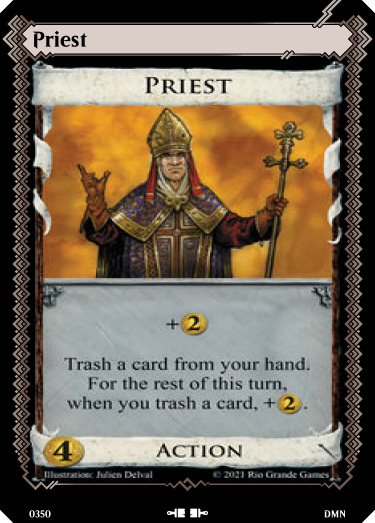 Priest
PRIEST
+2
Trash a card from your hand.
For the rest of this turn,
when you trash a card, +2.
4
ACTION
Illustration: Julien Delval © 2021 Rio Grande Games
0350 DMN